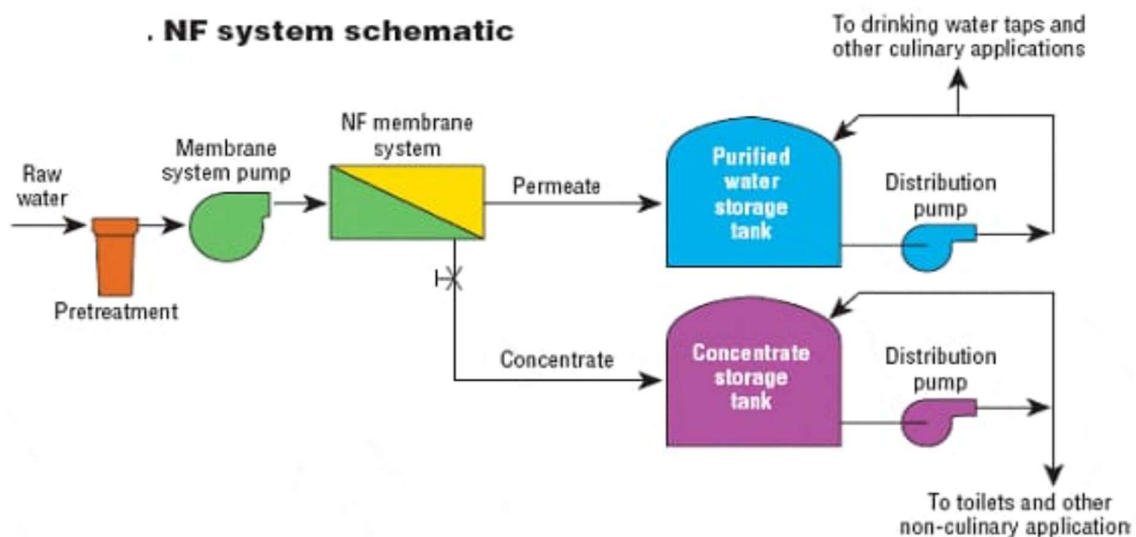 . NF system schematic
To drinking water taps and
other culinary applications
NF membrane
system
Membrane
system pump
Raw
water
Permeate
Purified
water
storage
tank
Distribution
pump
Pretreatment
Concentrate
Concentrate
storage
tank
Distribution
pump
To toilets and other
non-culinary application